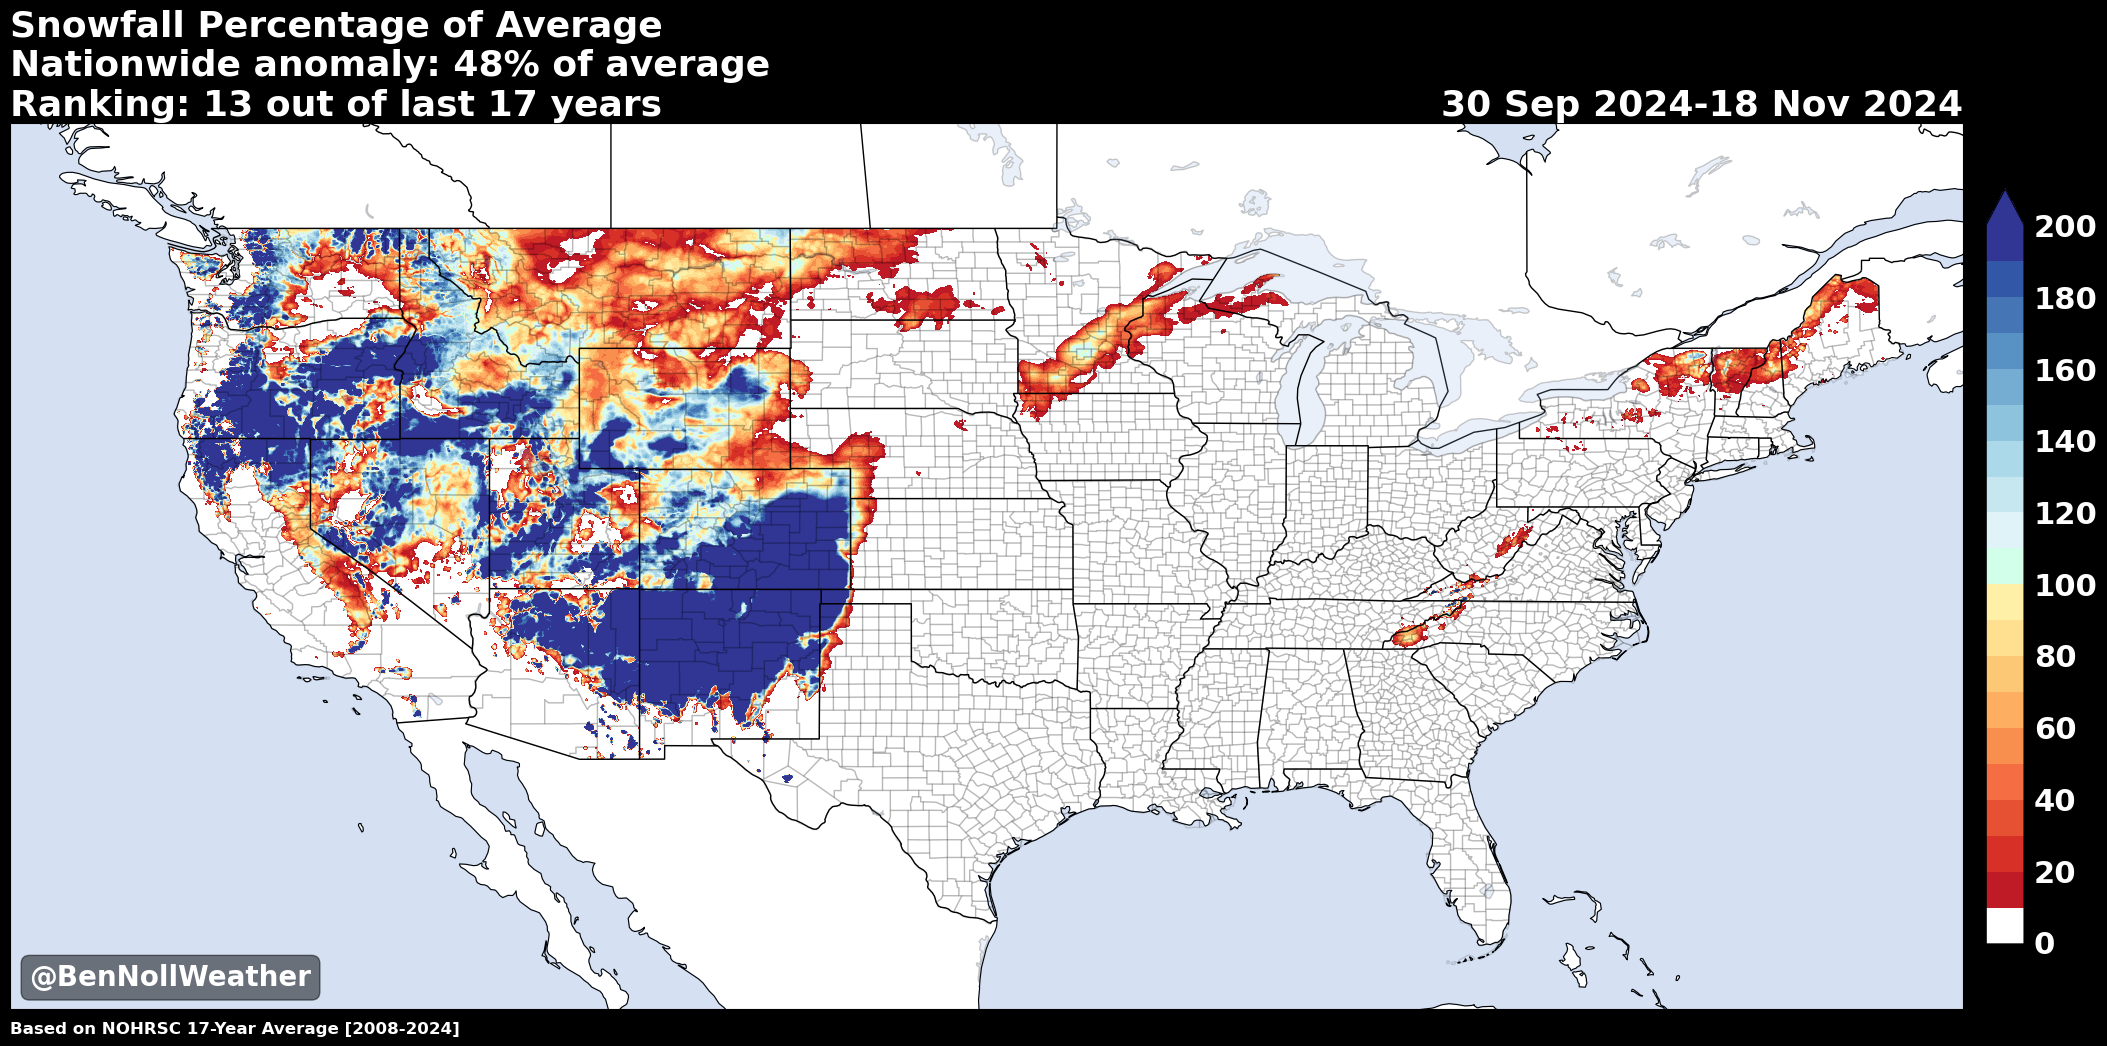 Snowfall Percentage of Average
Nationwide anomaly: 48% of average
Ranking: 13 out of last 17 years
30 Sep 2024-18 Nov 2024
200
180
160
140
120
100
80
60
40
20
0
@BenNollWeather
Based on NOHRSC 17-Year Average [2008-2024]